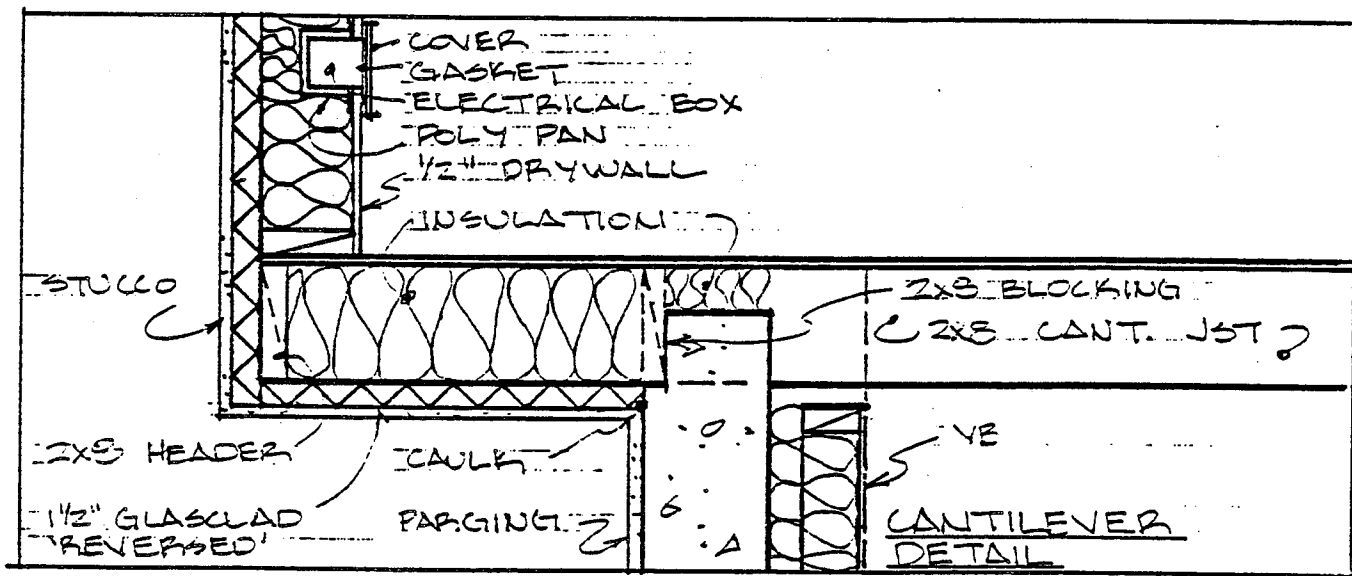 COVER
GASKET
ELECTRICAL BOX
POLY PAN
1/2" DRYWALL
INSULATION
STUCCO
2x8 BLOCKING
C 2x8 CANT. JST ?
2x8 HEADER
CAULK
VB
1 1/2" GLASCLAD
'REVERSED'
PARGING
CANTILEVER
DETAIL